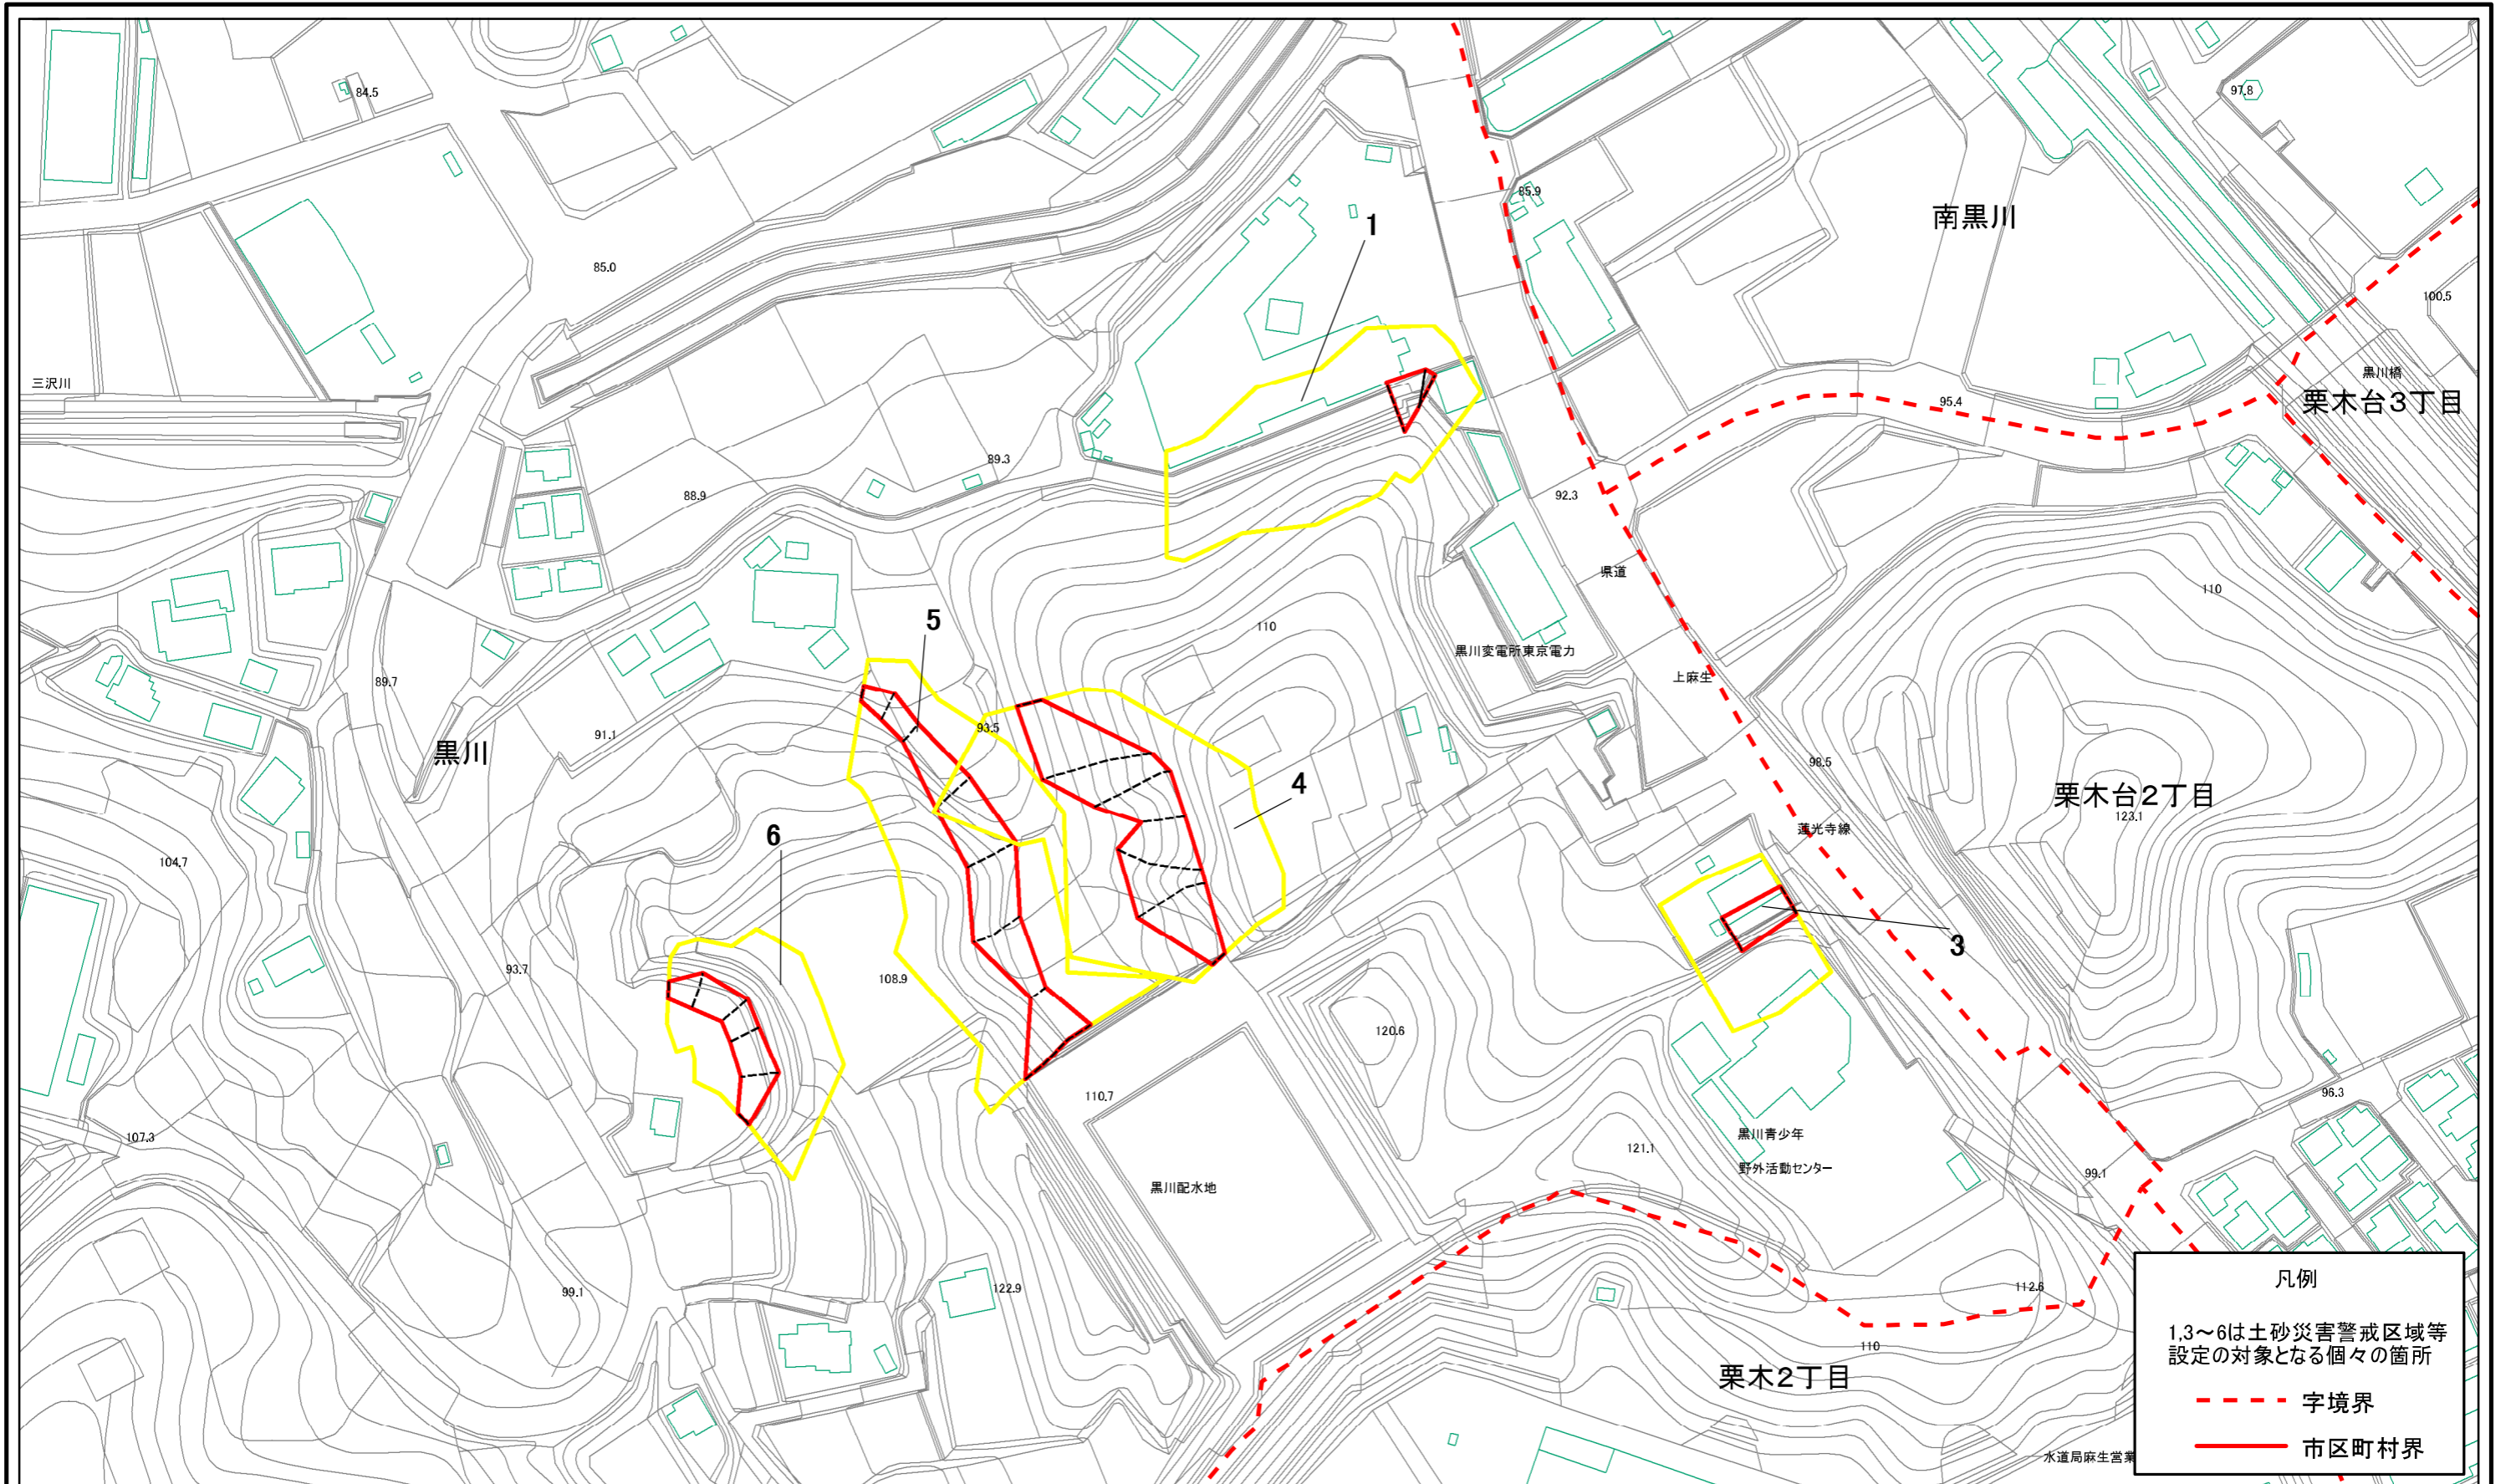 84.5
97.8
85.9
南黒川
1
85.0
100.5
三沢川
黒川橋
95.4
栗木台3丁目
89.3
88.9
92.3
県道
110
110
5
黒川変電所東京電力
上麻生
89.7
93.5
91.1
黒川
98.5
4
栗木台2丁目
123.1
蓮光寺線
6
104.7
3
93.7
108.9
120.6
110.7
96.3
107.3
黒川青少年
121.1
野外活動センター
99.1
黒川配水地
122.9
99.1
112.6
110
栗木2丁目
水道局麻生営業
凡例
1,3～6は土砂災害警戒区域等
設定の対象となる個々の箇所
字境界
市区町村界